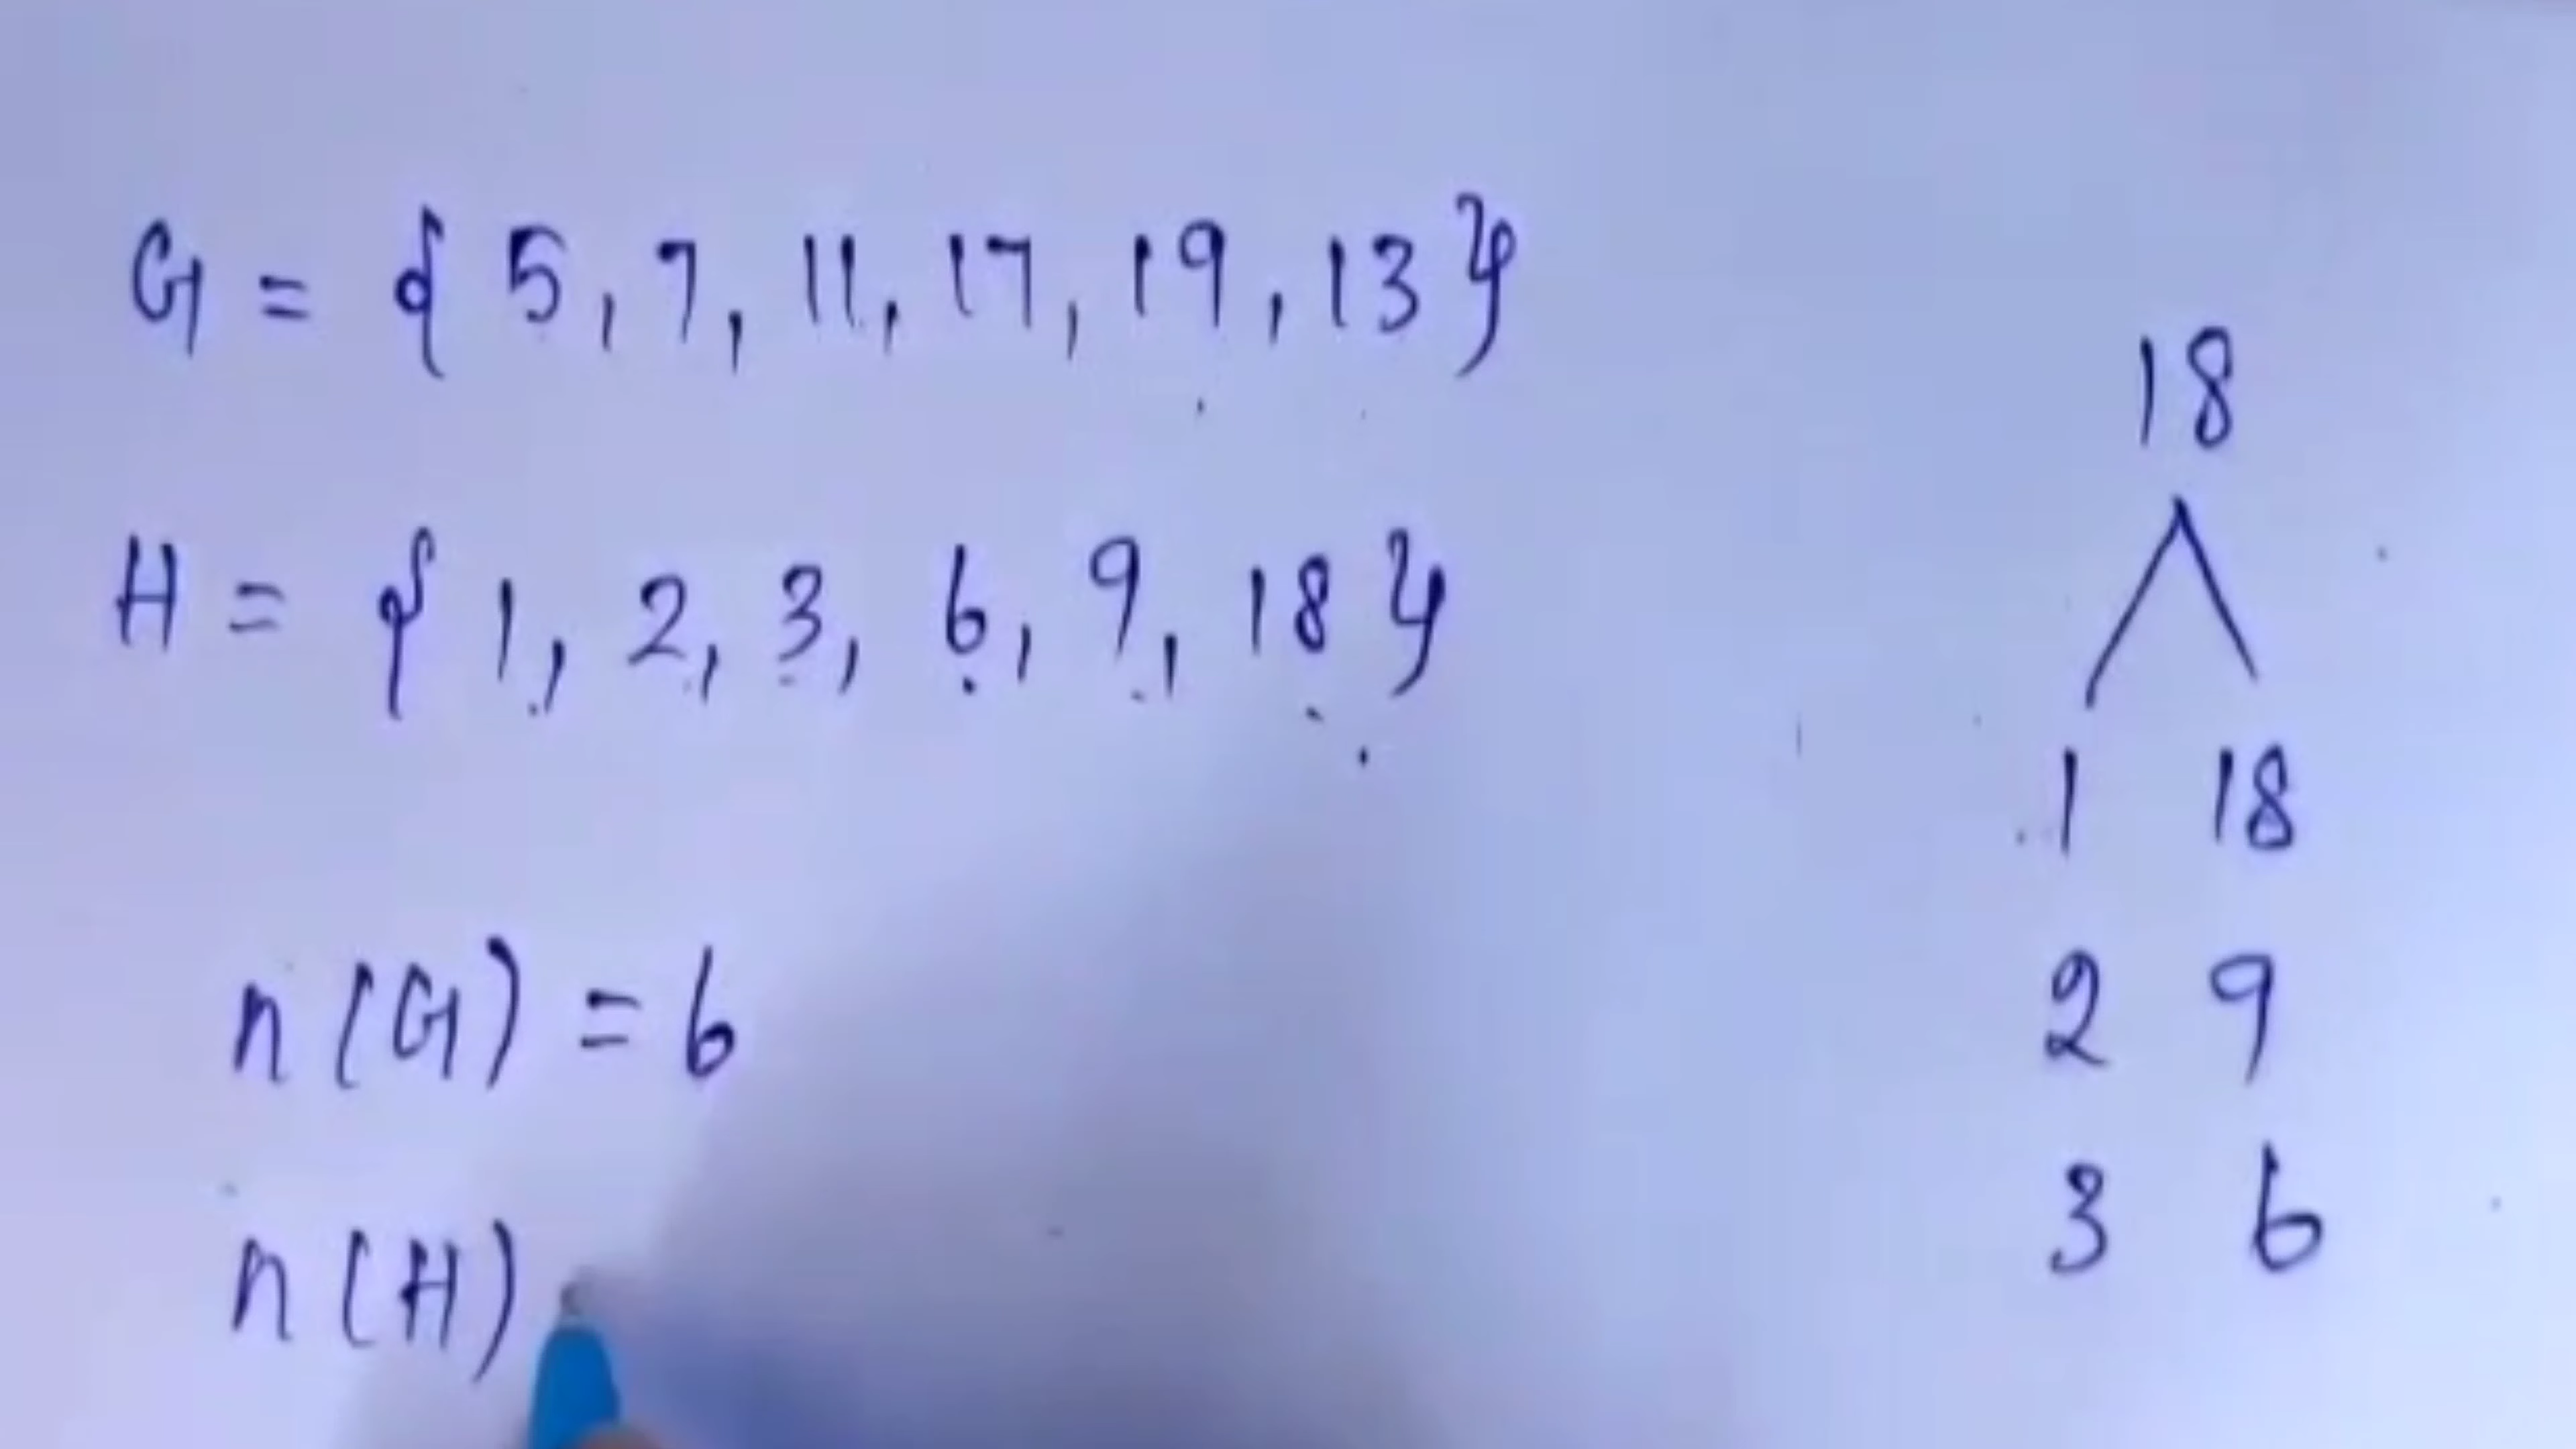 G = { 5, 7, 11, 17, 19, 13 }
H = { 1, 2, 3, 6, 9, 18 }
n (G) = 6
n (H)
18
1 18
2 9
3 6